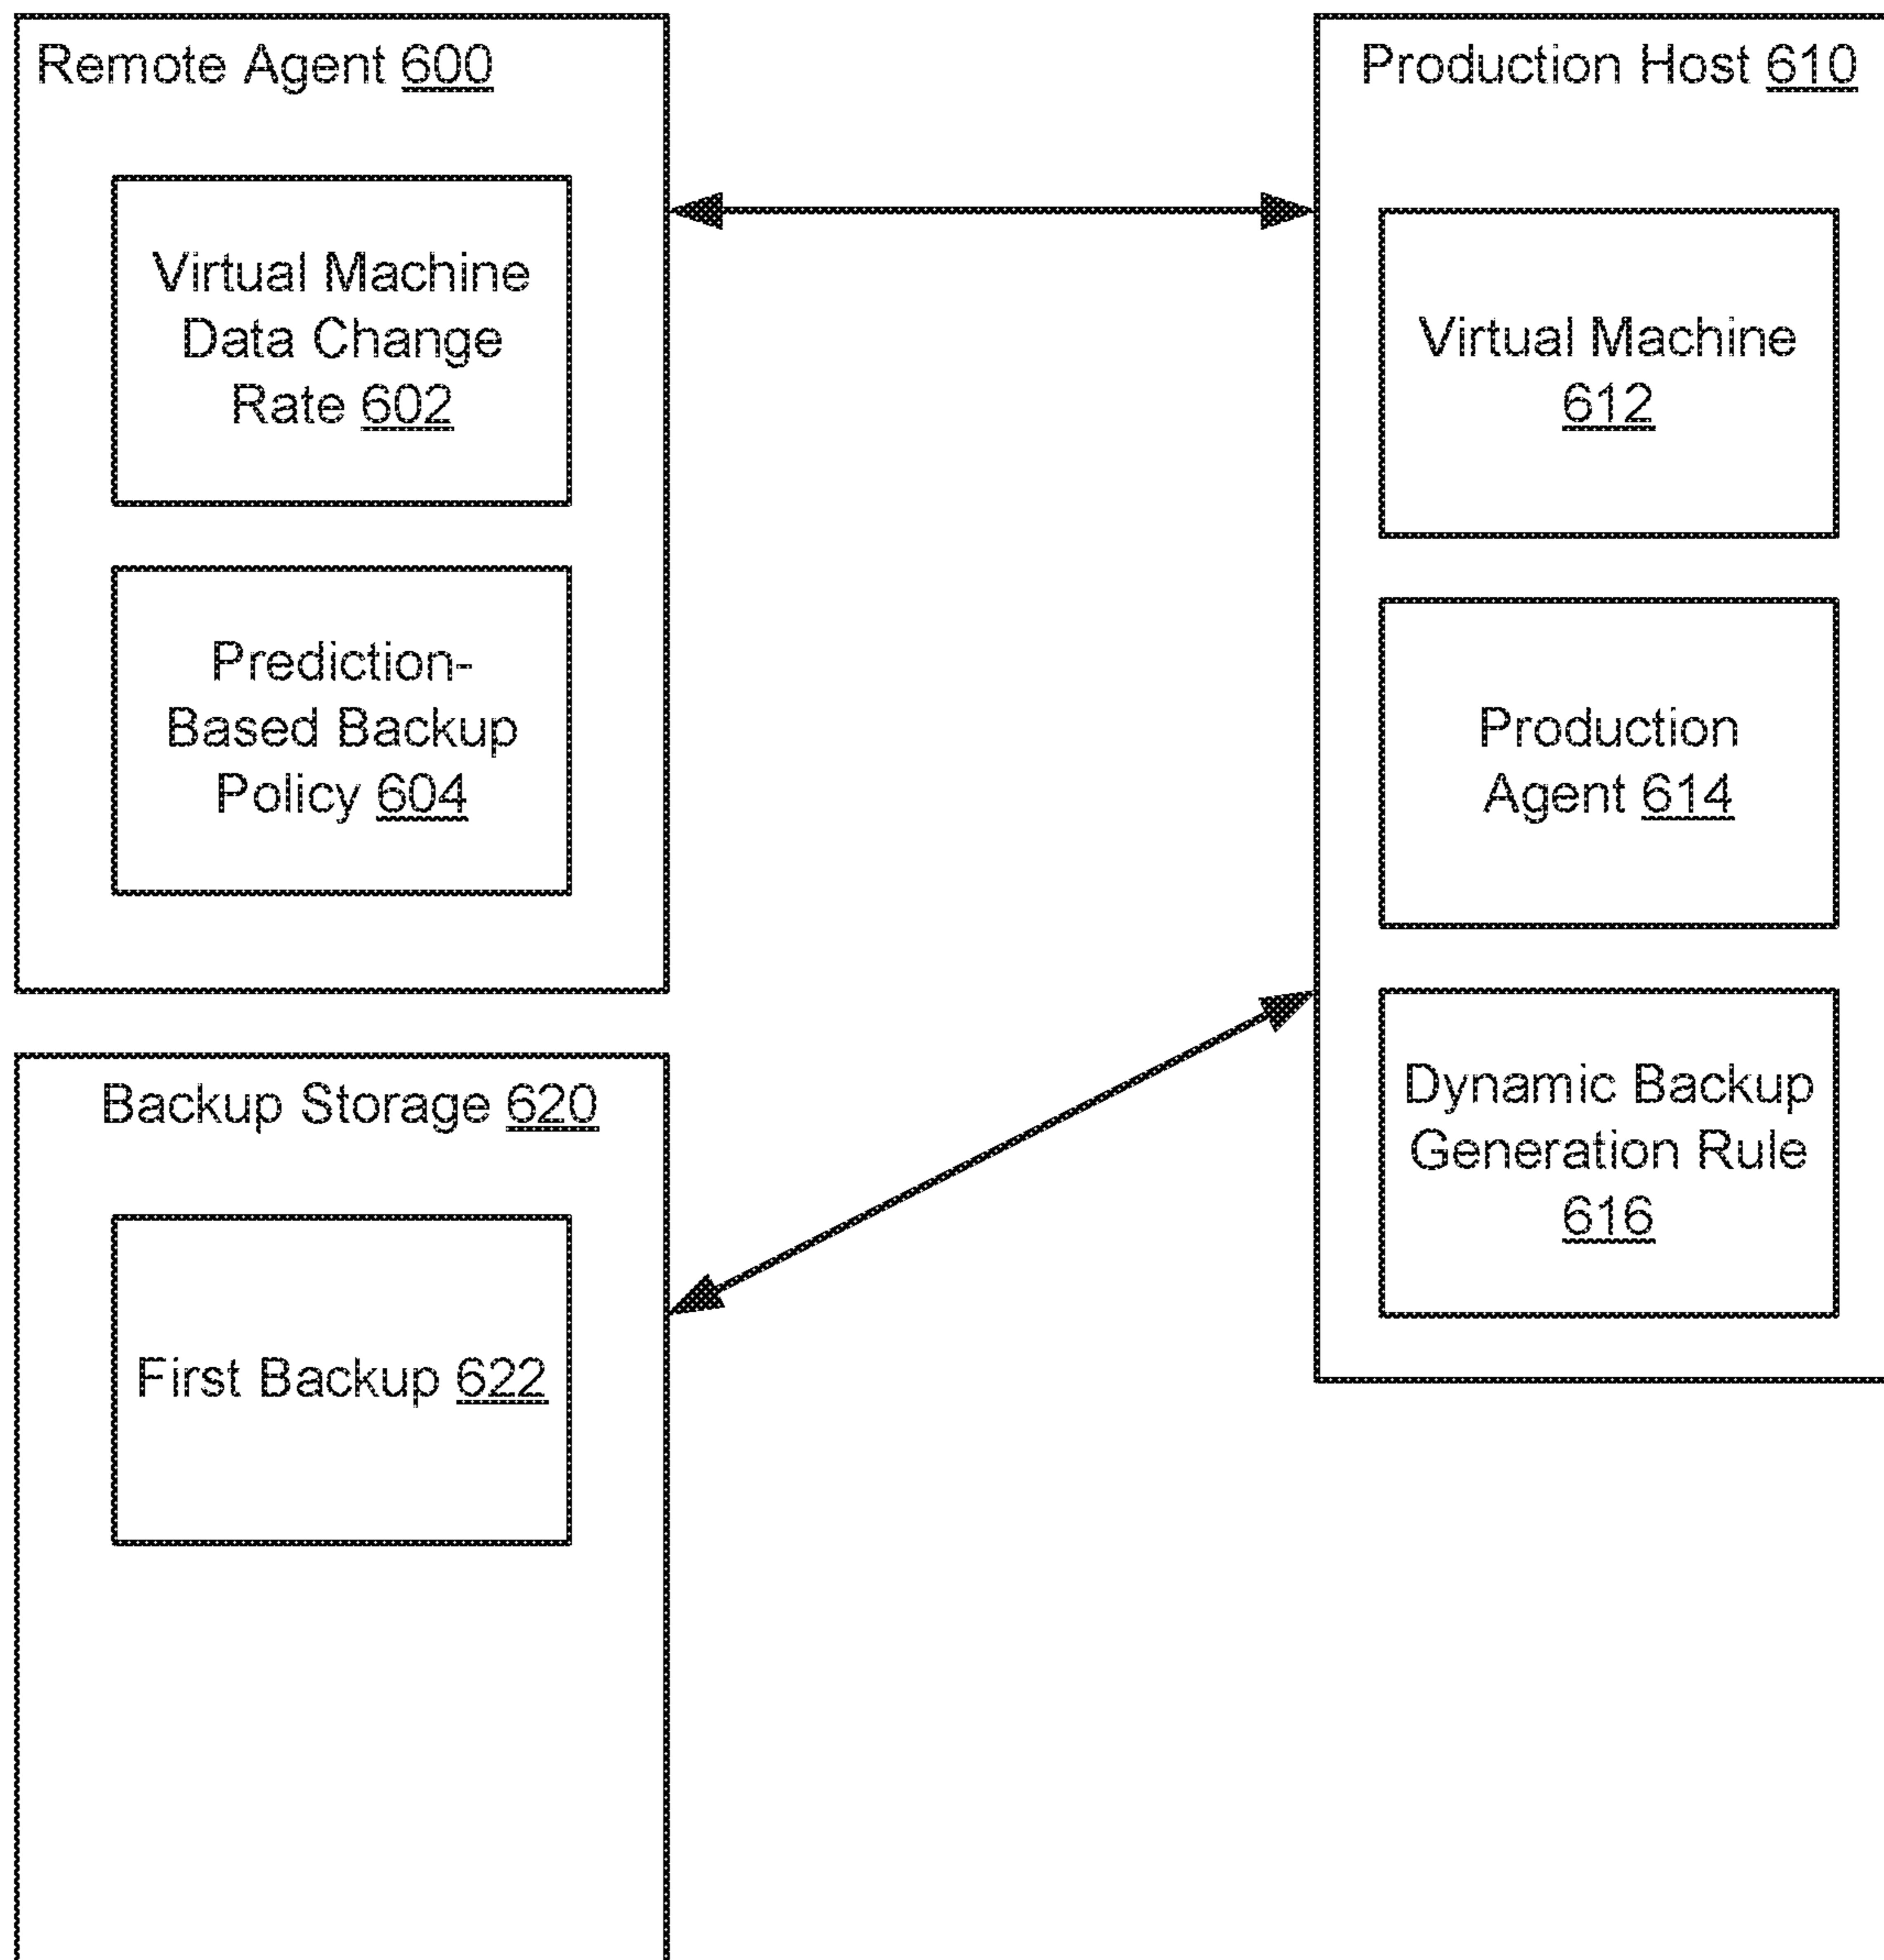 Remote Agent 600
Virtual Machine
Data Change
Rate 602
Prediction-
Based Backup
Policy 604
Production Host 610
Virtual Machine
612
Production
Agent 614
Dynamic Backup
Generation Rule
616
Backup Storage 620
First Backup 622